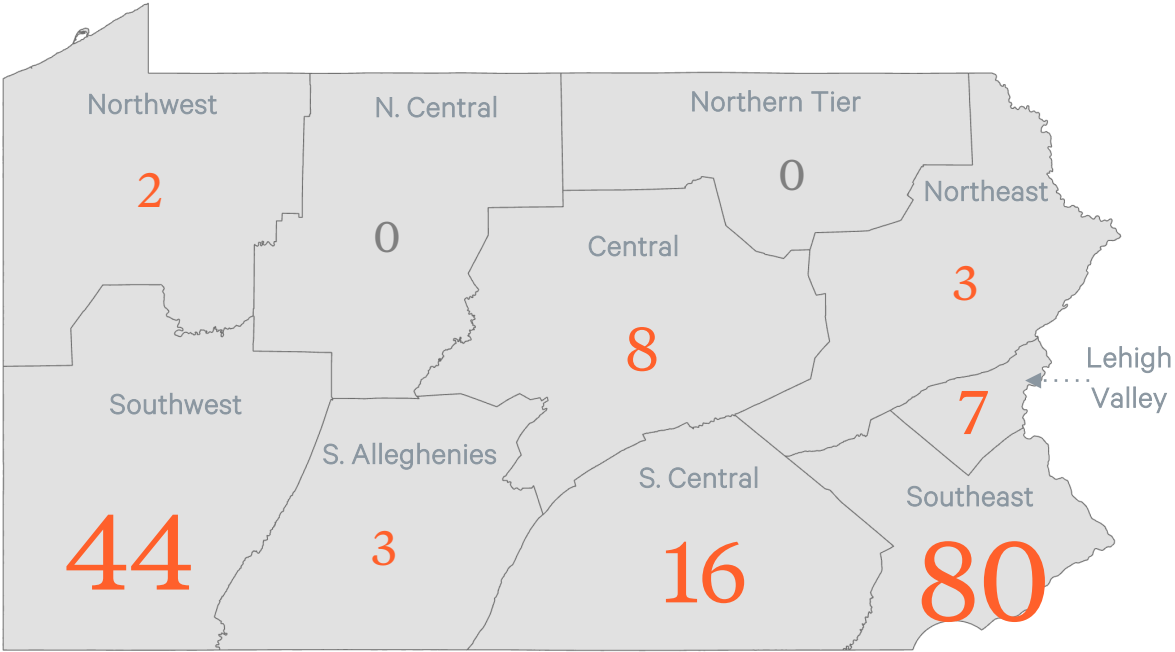 Northwest
2
N. Central
0
Northern Tier
0
Northeast
3
Central
8
Lehigh
Valley
7
Southwest
44
S. Alleghenies
3
S. Central
16
Southeast
80